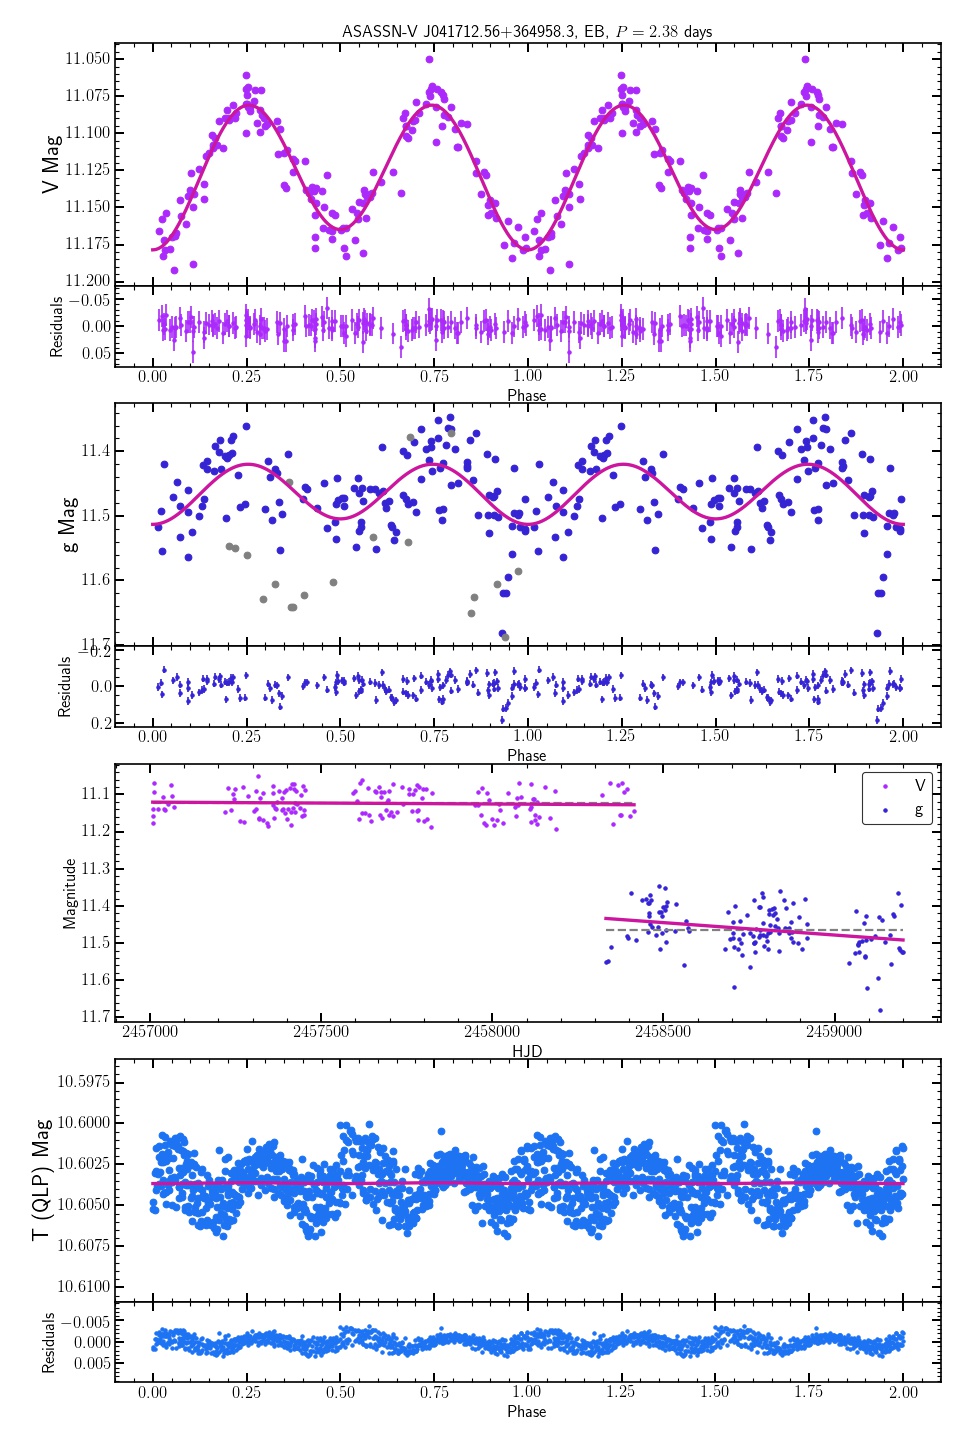 ASASSN-V J041712.56+364958.3, EB, P = 2.38 days
V Mag
11.050
11.075
11.100
11.125
11.150
11.175
11.200
Residuals
−0.05
0.00
0.05
0.00 0.25 0.50 0.75 1.00 1.25 1.50 1.75 2.00
Phase
g Mag
11.4
11.5
11.6
11.7
Residuals
−0.2
0.0
0.2
0.00 0.25 0.50 0.75 1.00 1.25 1.50 1.75 2.00
Phase
Magnitude
11.1
11.2
11.3
11.4
11.5
11.6
11.7
V
g
2457000 2457500 2458000 2458500 2459000
HJD
T (QLP) Mag
10.5975
10.6000
10.6025
10.6050
10.6075
10.6100
Residuals
−0.005
0.000
0.005
0.00 0.25 0.50 0.75 1.00 1.25 1.50 1.75 2.00
Phase